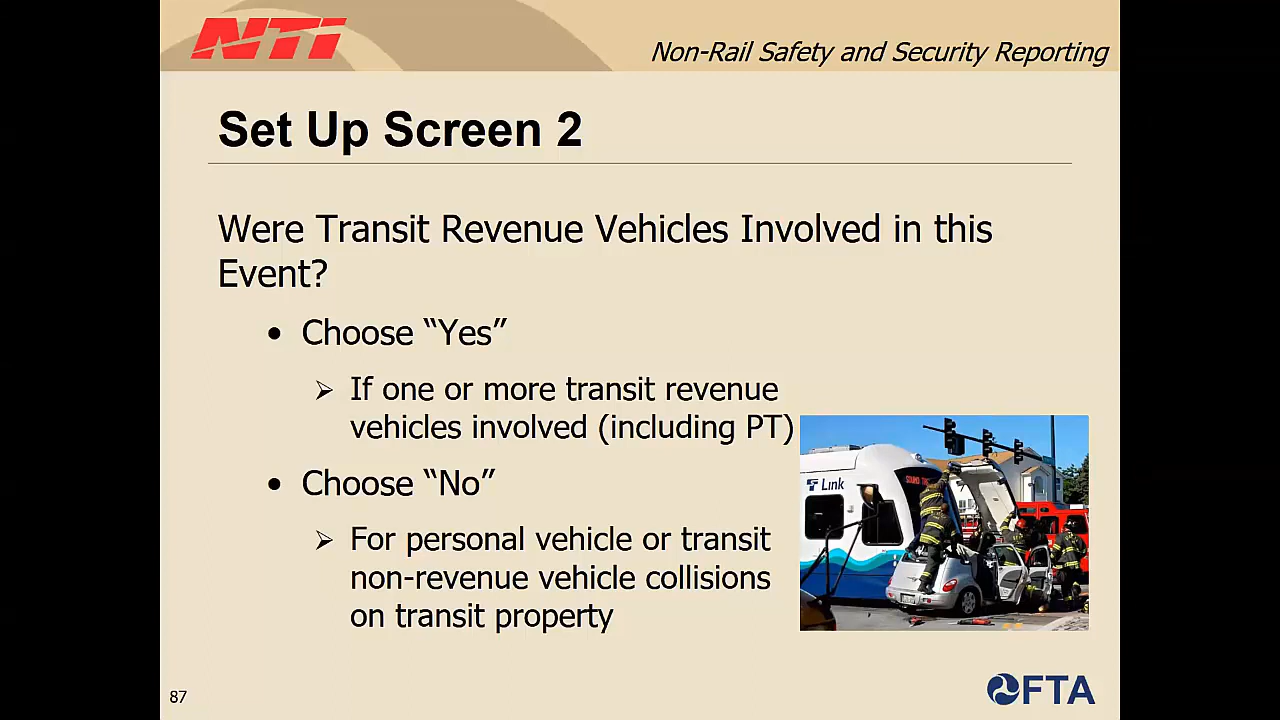 NTI
Non-Rail Safety and Security Reporting
Set Up Screen 2
Were Transit Revenue Vehicles Involved in this
Event?
• Choose “Yes”
➢ If one or more transit revenue
vehicles involved (including PT)
• Choose “No”
➢ For personal vehicle or transit
non-revenue vehicle collisions
on transit property
Link
87
FTA